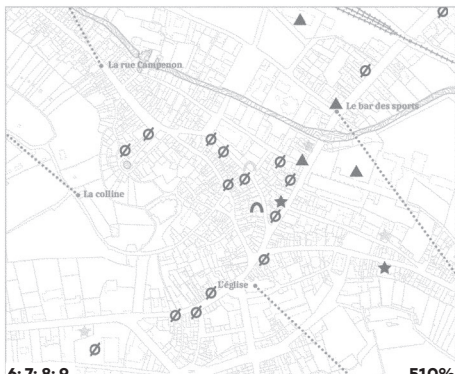 La rue Campenon
Le bar des sports
La colline
L'église
6; 7; 8; 9
510%